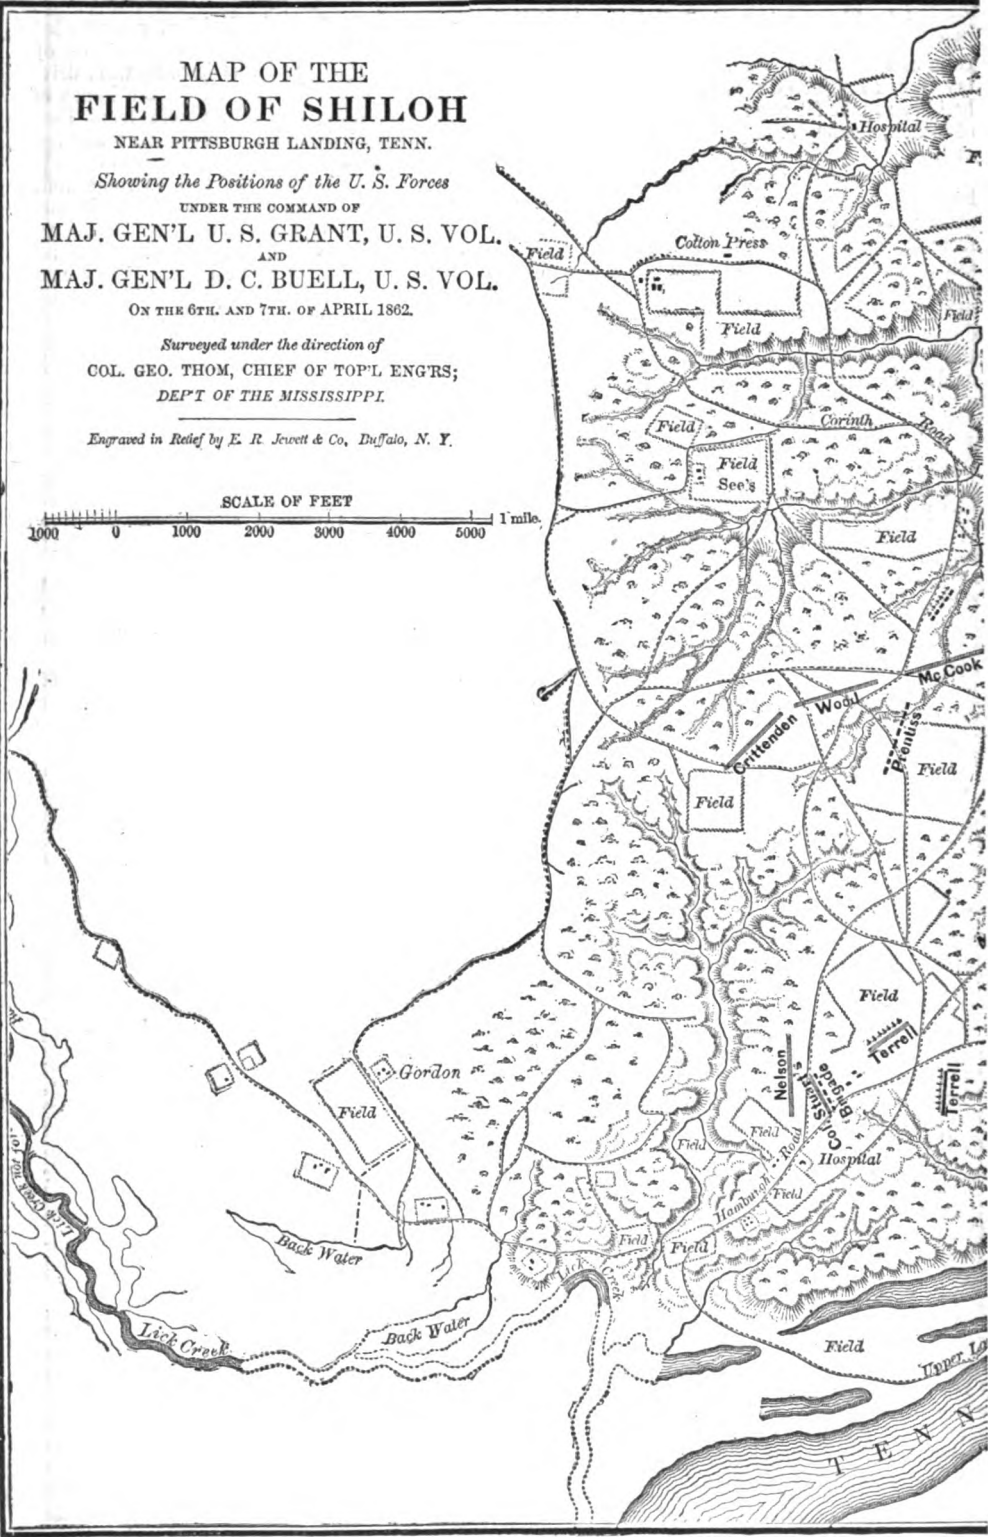 MAP OF THE
FIELD OF SHILOH
NEAR PITTSBURGH LANDING, TENN.
Showing the Positions of the U. S. Forces
UNDER THE COMMAND OF
MAJ. GEN'L U. S. GRANT, U. S. VOL.
AND
MAJ. GEN'L D. C. BUELL, U. S. VOL.
ON THE 6TH. AND 7TH. OF APRIL 1862.
Surveyed under the direction of
COL. GEO. THOM, CHIEF OF TOP'L ENG'RS;
DEP'T OF THE MISSISSIPPI.
Engraved in Relief by E. R. Jewett & Co, Buffalo, N. Y.
SCALE OF FEET
1000 0 1000 2000 3000 4000 5000 1 mile.
Hospital
F
Field
Cotton Press
Field
Field
Field
Corinth Road
Field
See's
Field
McCook
Wood
Crittenden
Prentiss
Field
Field
Field
Terrell
Terrell
Nelson
Col. Stuart's
Brigade
Gordon
Field
Field
Field
Hospital
Hamburgh Road
Field
Field
Field
Back Water
Back Water
Lick Creek
Lick Creek
Field
Upper La
TENN